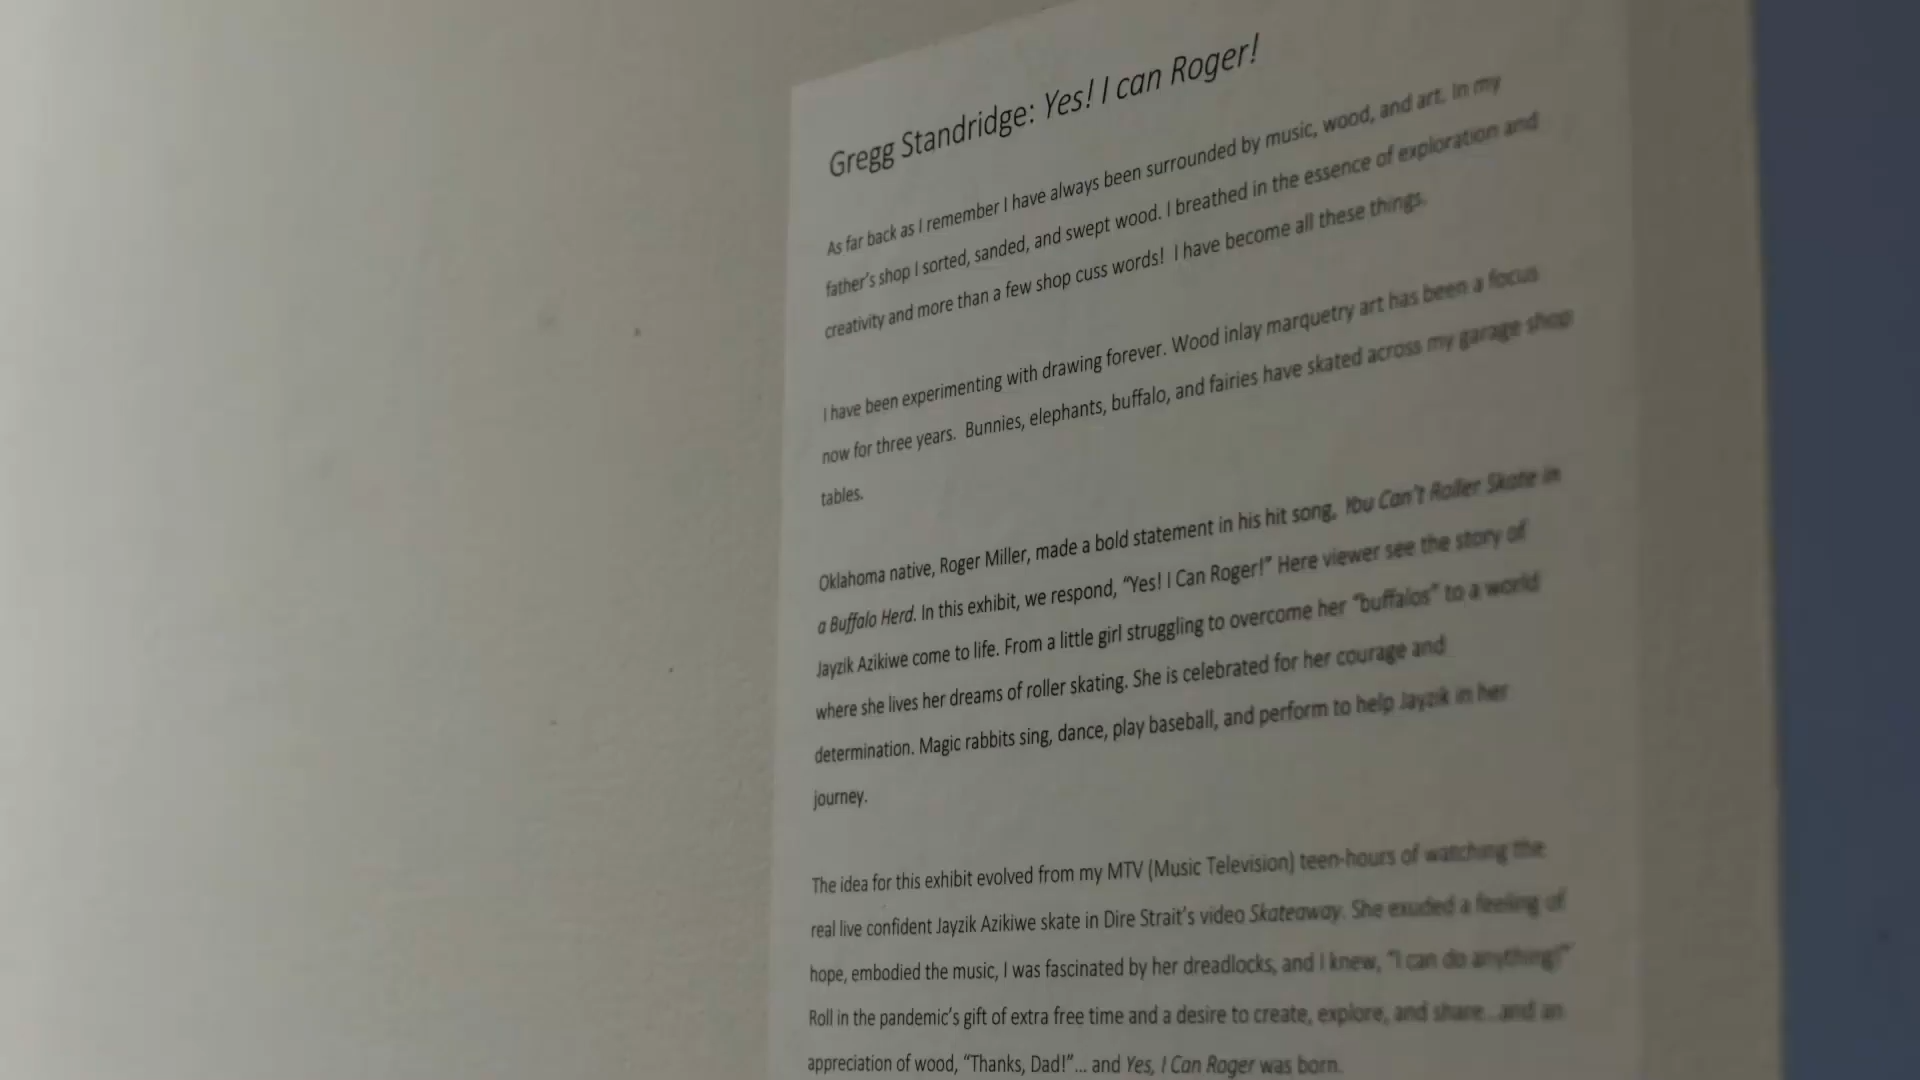 Gregg Standridge: Yes! I can Roger!
As far back as I remember I have always been surrounded by music, wood, and art. In my
father's shop I sorted, sanded, and swept wood. I breathed in the essence of exploration and
creativity and more than a few shop cuss words! I have become all these things.
I have been experimenting with drawing forever. Wood inlay marquetry art has been a focus
now for three years. Bunnies, elephants, buffalo, and fairies have skated across my garage shop
tables.
Oklahoma native, Roger Miller, made a bold statement in his hit song, You Can't Roller Skate in
a Buffalo Herd. In this exhibit, we respond, “Yes! I Can Roger!” Here viewer see the story of
Jayzik Azikiwe come to life. From a little girl struggling to overcome her “buffalos” to a world
where she lives her dreams of roller skating. She is celebrated for her courage and
determination. Magic rabbits sing, dance, play baseball, and perform to help Jayzik in her
journey.
The idea for this exhibit evolved from my MTV (Music Television) teen-hours of watching the
real live confident Jayzik Azikiwe skate in Dire Strait's video Skateaway. She exuded a feeling of
hope, embodied the music, I was fascinated by her dreadlocks, and I knew, “I can do anything!”
Roll in the pandemic's gift of extra free time and a desire to create, explore, and share...and an
appreciation of wood, “Thanks, Dad!”... and Yes, I Can Roger was born.